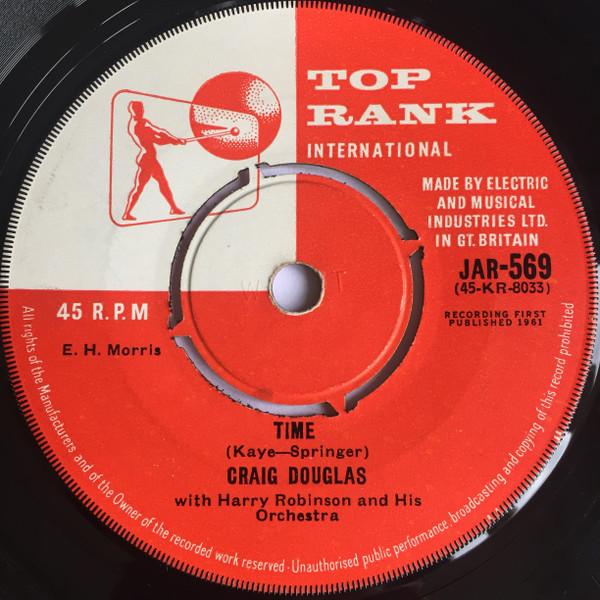 TOP
RANK
INTERNATIONAL
MADE BY ELECTRIC
AND MUSICAL
INDUSTRIES LTD.
IN GT. BRITAIN
JAR-569
(45-KR-8033)
RECORDING FIRST
PUBLISHED 1961
45 R.P.M
E. H. Morris
TIME
(Kaye—Springer)
CRAIG DOUGLAS
with Harry Robinson and His
Orchestra
All rights of the Manufacturers and of the Owner of the recorded work reserved · Unauthorised public performance, broadcasting and copying of this record prohibited